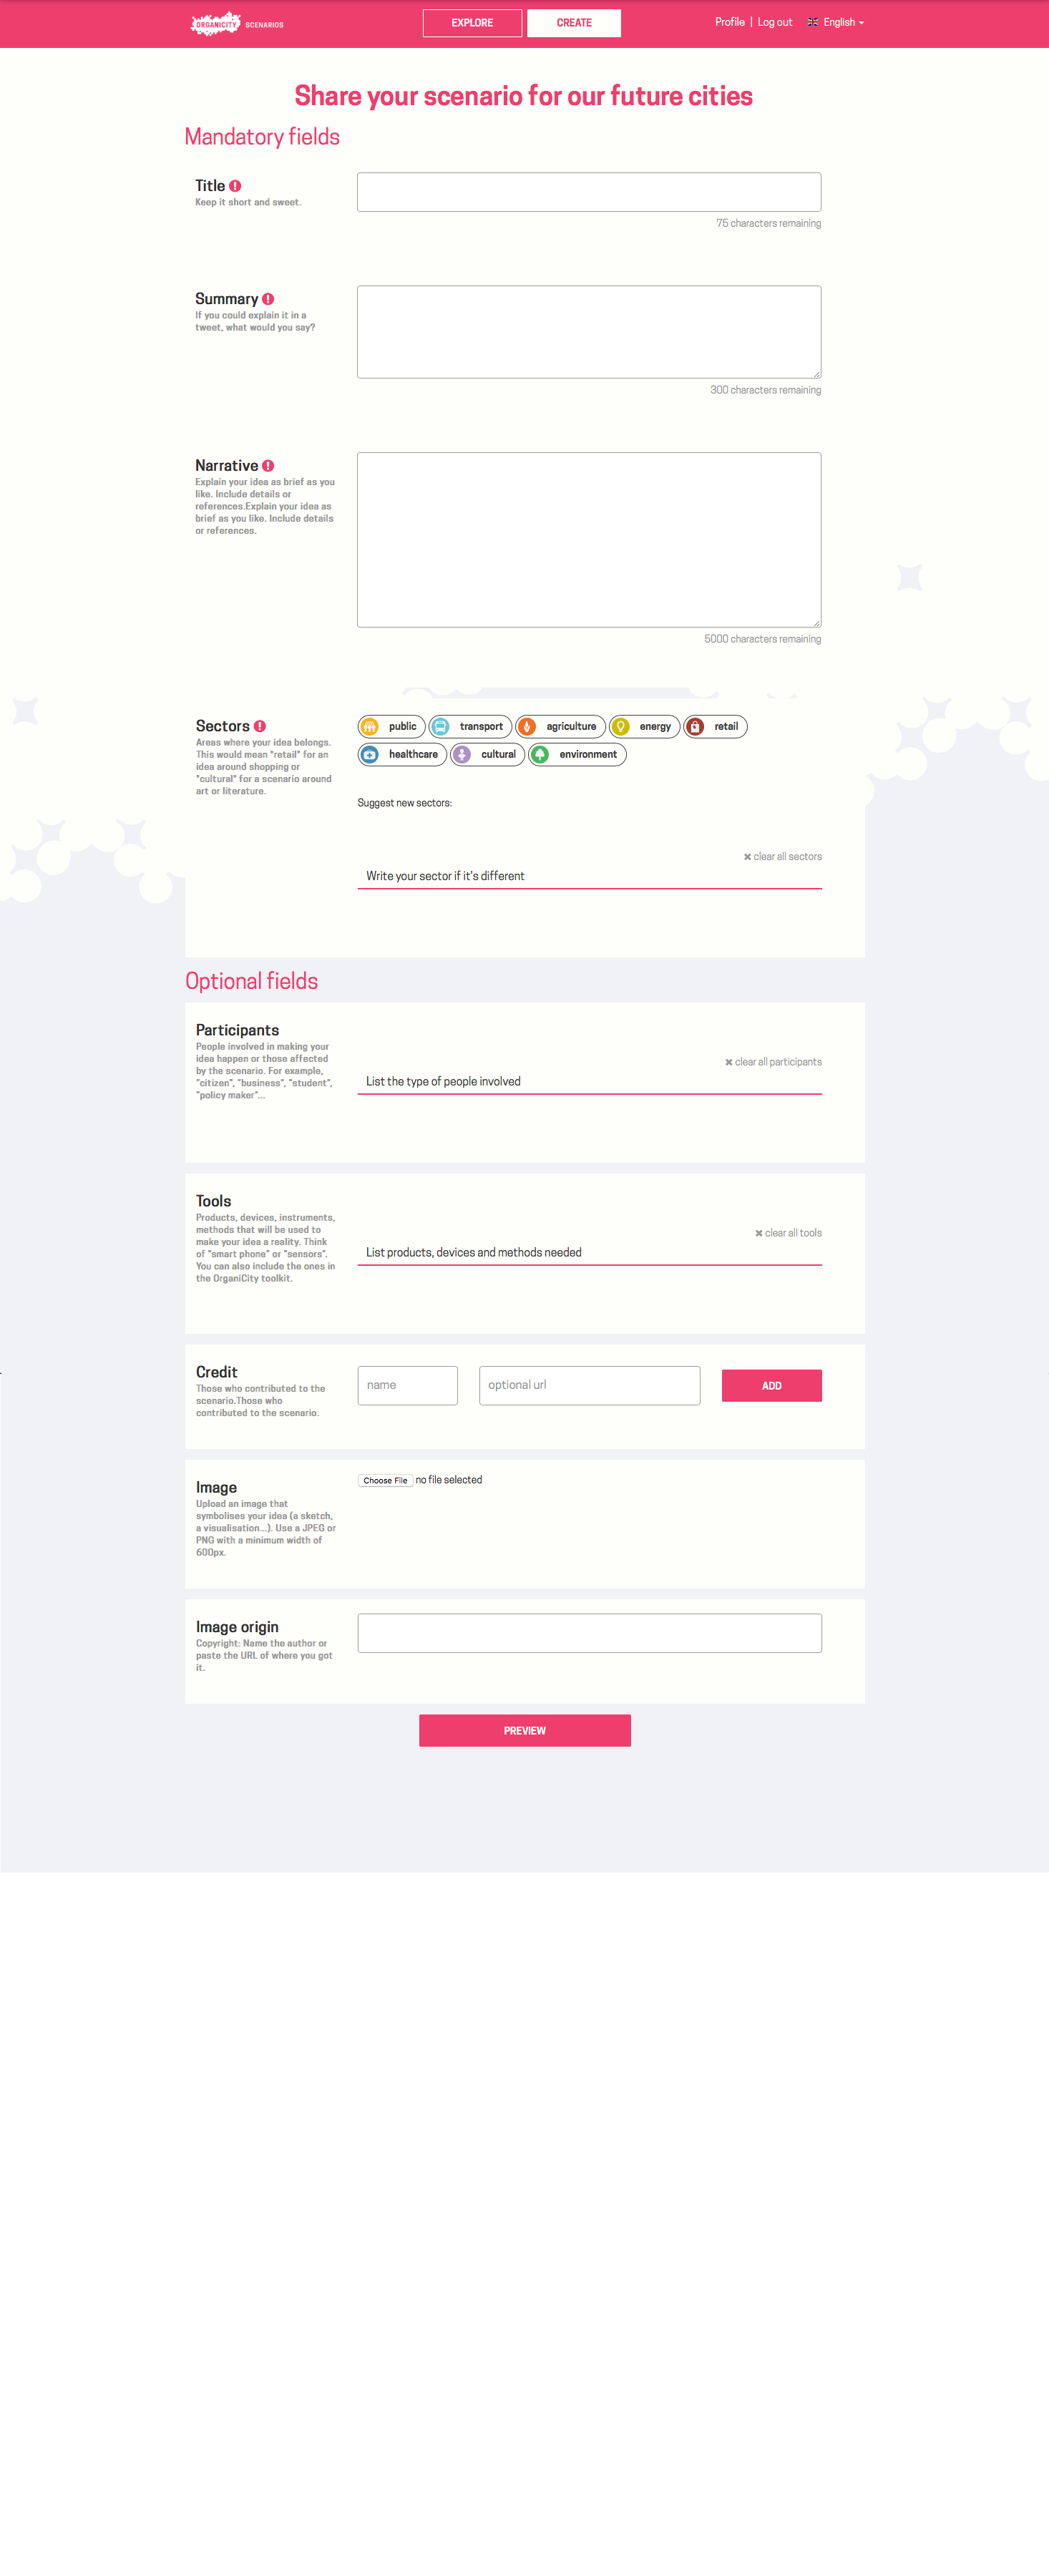 ORGANICITY SCENARIOS
EXPLORE
CREATE
Profile | Log out
English
Share your scenario for our future cities
Mandatory fields
Title
Keep it short and sweet.
75 characters remaining
Summary
If you could explain it in a
tweet, what would you say?
300 characters remaining
Narrative
Explain your idea as brief as you
like. Include details or
references.Explain your idea as
brief as you like. Include details
or references.
5000 characters remaining
Sectors
Areas where your idea belongs.
This would mean "retail" for an
idea around shopping or
"cultural" for a scenario around
art or literature.
public transport agriculture energy retail
healthcare cultural environment
Suggest new sectors:
✖ clear all sectors
Write your sector if it's different
Optional fields
Participants
People involved in making your
idea happen or those affected
by the scenario. For example,
"citizen", "business", "student",
"policy maker"...
✖ clear all participants
List the type of people involved
Tools
Products, devices, instruments,
methods that will be used to
make your idea a reality. Think
of "smart phone" or "sensors".
You can also include the ones in
the OrganiCity toolkit.
✖ clear all tools
List products, devices and methods needed
Credit
Those who contributed to the
scenario.Those who
contributed to the scenario.
name
optional url
ADD
Image
Upload an image that
symbolises your idea (a sketch,
a visualisation...). Use a JPEG or
PNG with a minimum width of
600px.
Choose File no file selected
Image origin
Copyright: Name the author or
paste the URL of where you got
it.
PREVIEW